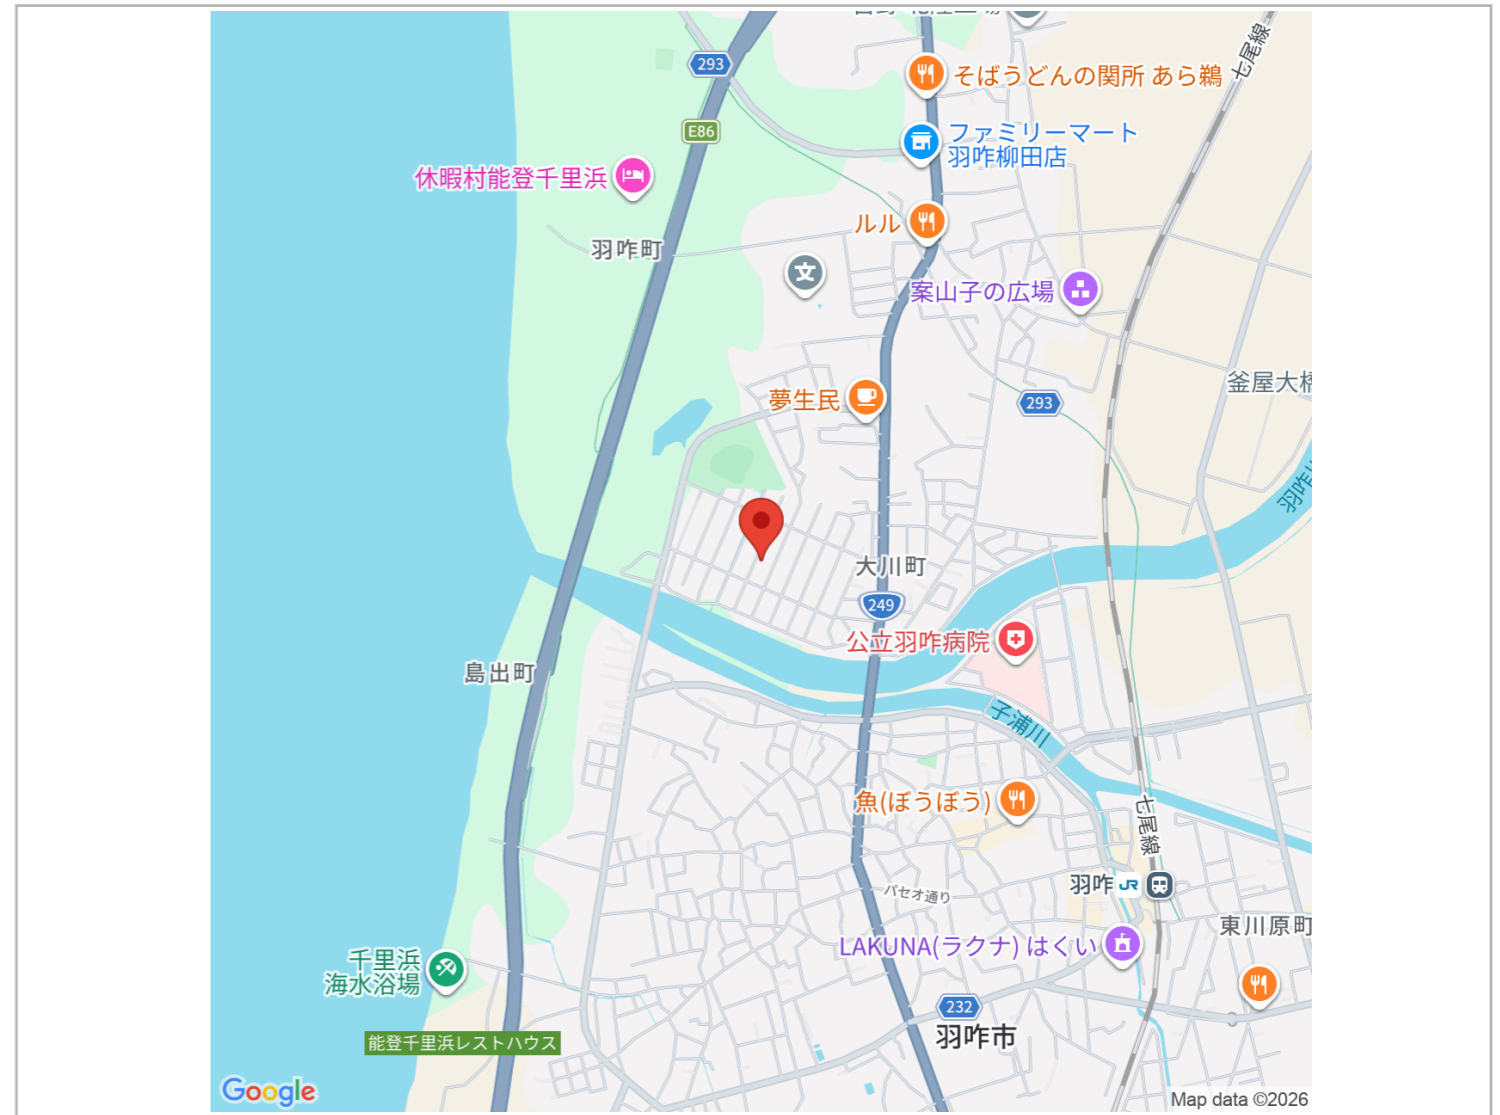 293
七尾線
そばうどんの関所 あら鵜
E86
ファミリーマート
羽咋柳田店
休暇村能登千里浜
ルル
羽咋町
文
案山子の広場
釜屋大橋
夢生民
293
羽咋川
大川町
249
公立羽咋病院
島出町
子浦川
魚(ぼうぼう)
七尾線
羽咋 JR
パセオ通り
東川原町
LAKUNA(ラクナ) はくい
千里浜
海水浴場
232
羽咋市
能登千里浜レストハウス
Google
Map data ©2026